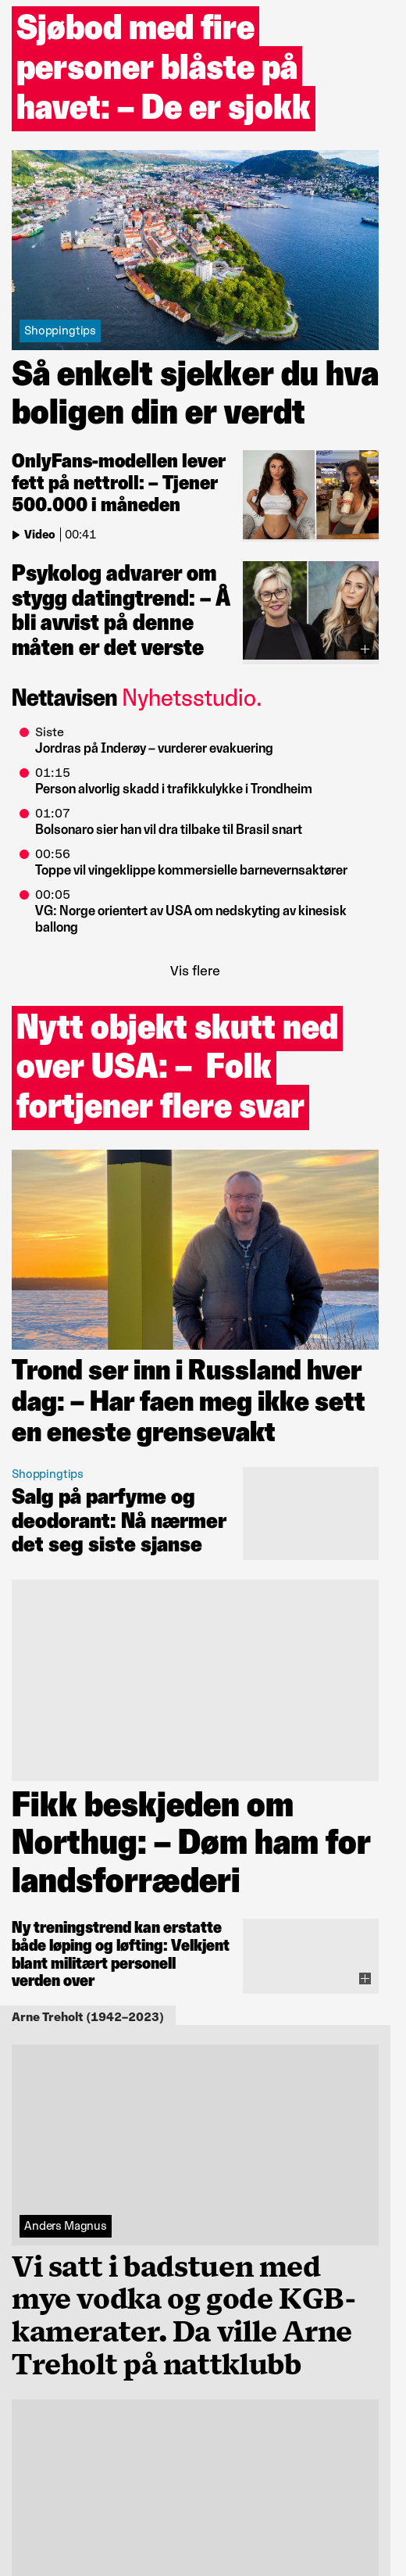 Sjøbod med fire
personer blåste på
havet: – De er sjokk
Shoppingtips
Så enkelt sjekker du hva
boligen din er verdt
OnlyFans-modellen lever
fett på nettroll: – Tjener
500.000 i måneden
Video | 00:41
Psykolog advarer om
stygg datingtrend: – Å
bli avvist på denne
måten er det verste
Nettavisen Nyhetsstudio.
Siste
Jordras på Inderøy – vurderer evakuering
01:15
Person alvorlig skadd i trafikkulykke i Trondheim
01:07
Bolsonaro sier han vil dra tilbake til Brasil snart
00:56
Toppe vil vingeklippe kommersielle barnevernsaktører
00:05
VG: Norge orientert av USA om nedskyting av kinesisk
ballong
Vis flere
Nytt objekt skutt ned
over USA: – Folk
fortjener flere svar
Trond ser inn i Russland hver
dag: – Har faen meg ikke sett
en eneste grensevakt
Shoppingtips
Salg på parfyme og
deodorant: Nå nærmer
det seg siste sjanse
Fikk beskjeden om
Northug: – Døm ham for
landsforræderi
Ny treningstrend kan erstatte
både løping og løfting: Velkjent
blant militært personell
verden over
Arne Treholt (1942–2023)
Anders Magnus
Vi satt i badstuen med
mye vodka og gode KGB-
kamerater. Da ville Arne
Treholt på nattklubb